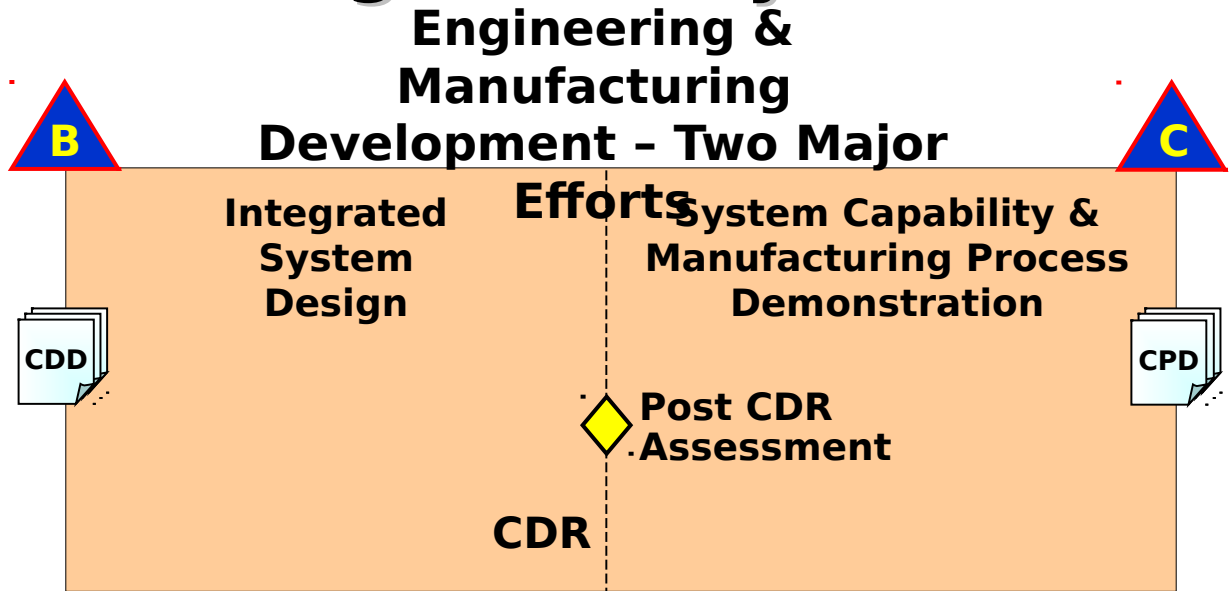 Engineering &
Manufacturing
Development – Two Major
Efforts
B
C
Integrated
System
Design
System Capability &
Manufacturing Process
Demonstration
CDD
CPD
Post CDR
Assessment
CDR